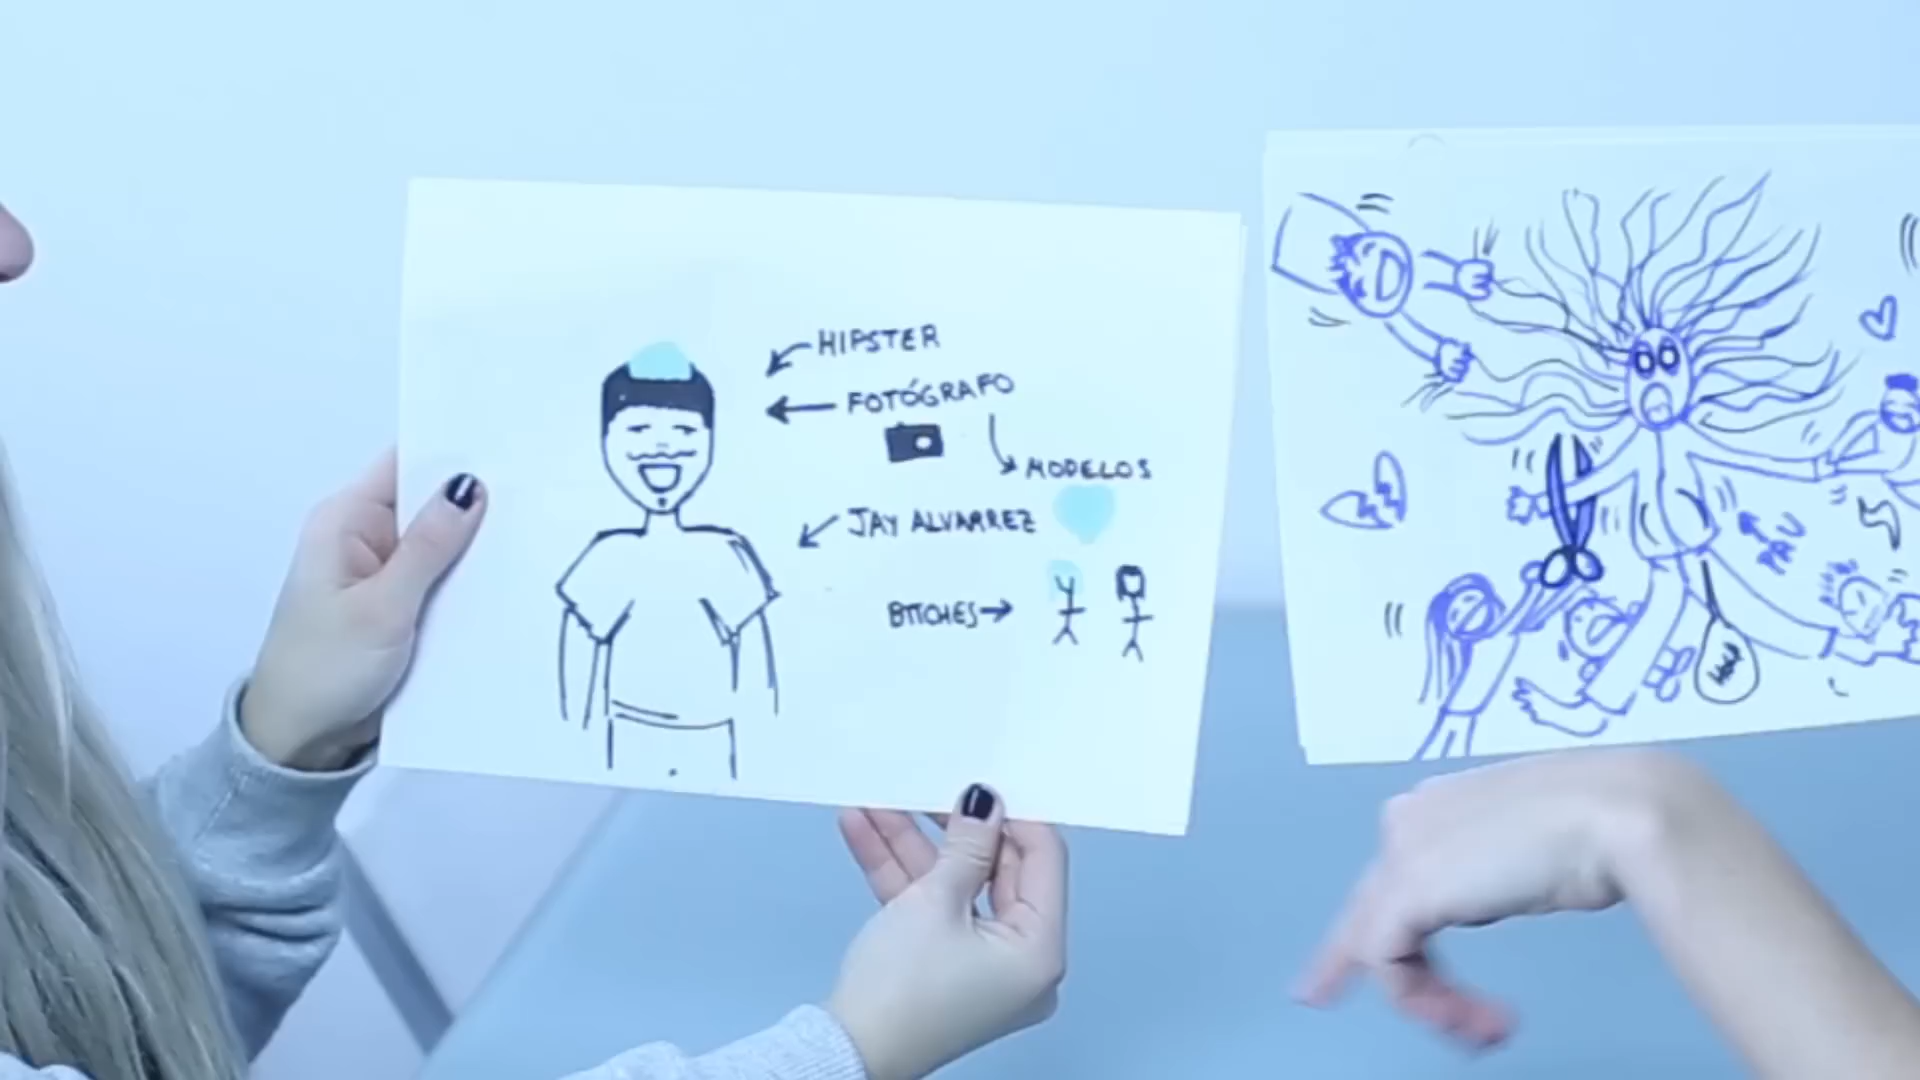 HIPSTER
FOTÓGRAFO
MODELOS
JAY ALVARREZ
BITCHES